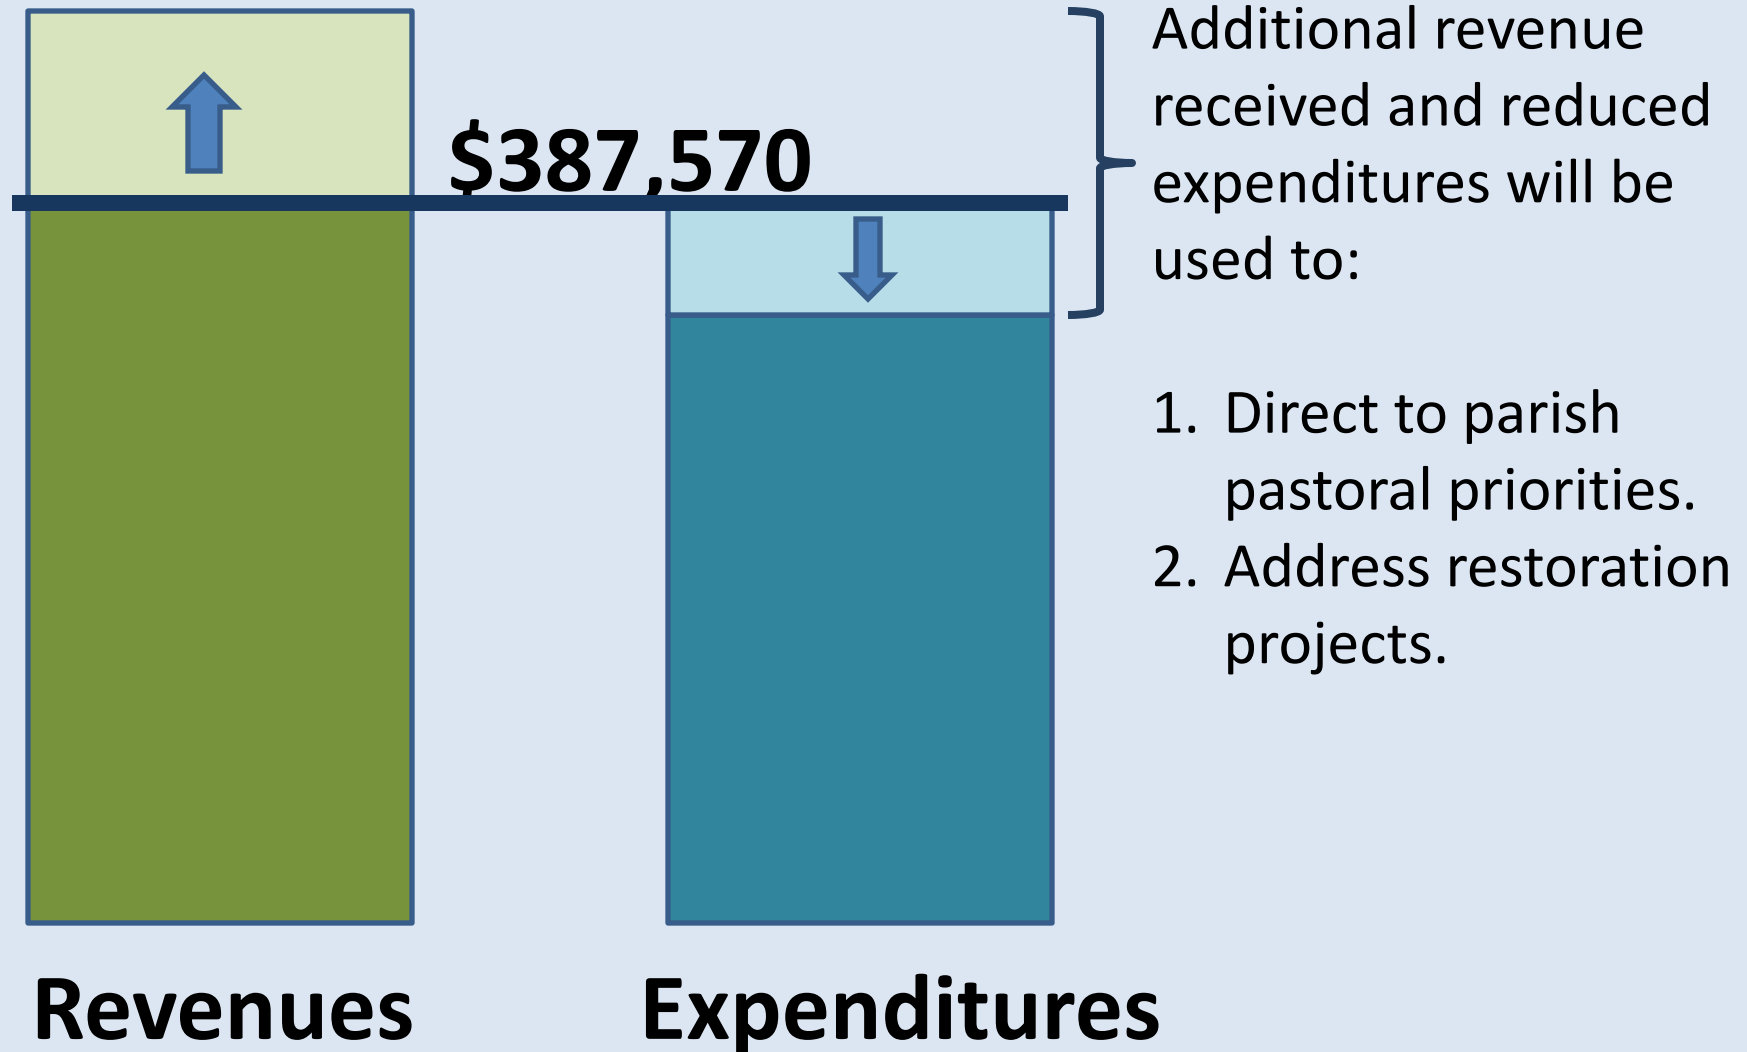 $387,570
Additional revenue
received and reduced
expenditures will be
used to:
1. Direct to parish
pastoral priorities.
2. Address restoration
projects.
Revenues
Expenditures